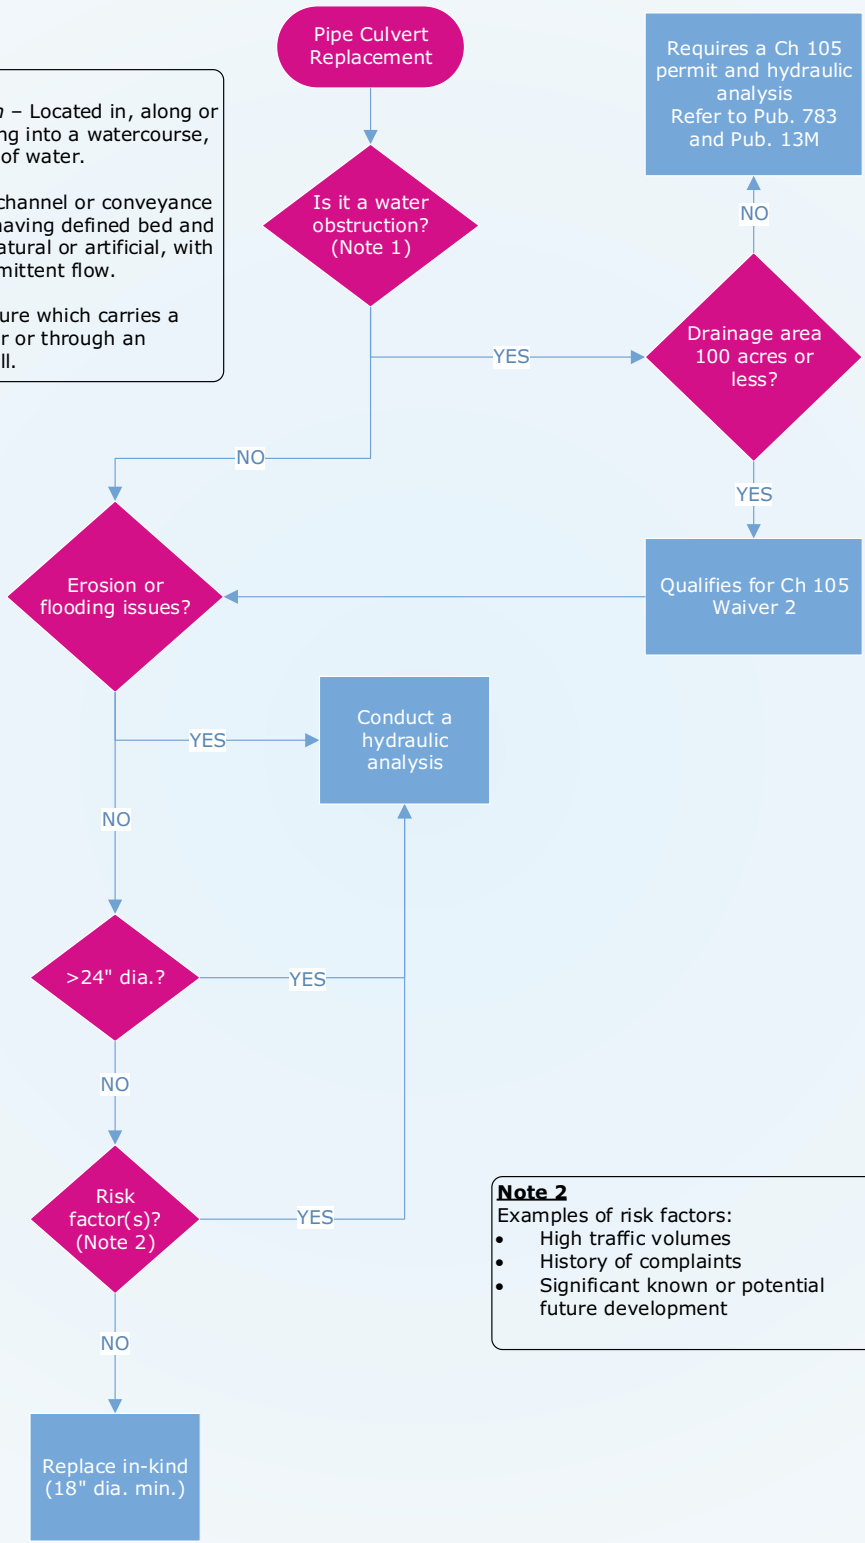 Pipe Culvert
Replacement
Requires a Ch 105
permit and hydraulic
analysis
Refer to Pub. 783
and Pub. 13M
– Located in, along or
into a watercourse,
of water.
channel or conveyance
having defined bed and
or artificial, with
flow.
which carries a
or through an
Is it a water
obstruction?
(Note 1)
NO
Drainage area
100 acres or
less?
YES
NO
YES
Erosion or
flooding issues?
Qualifies for Ch 105
Waiver 2
Conduct a
hydraulic
analysis
YES
NO
>24" dia.?
YES
NO
Risk
factor(s)?
(Note 2)
YES
Note 2
Examples of risk factors:
• High traffic volumes
• History of complaints
• Significant known or potential
future development
NO
Replace in-kind
(18" dia. min.)